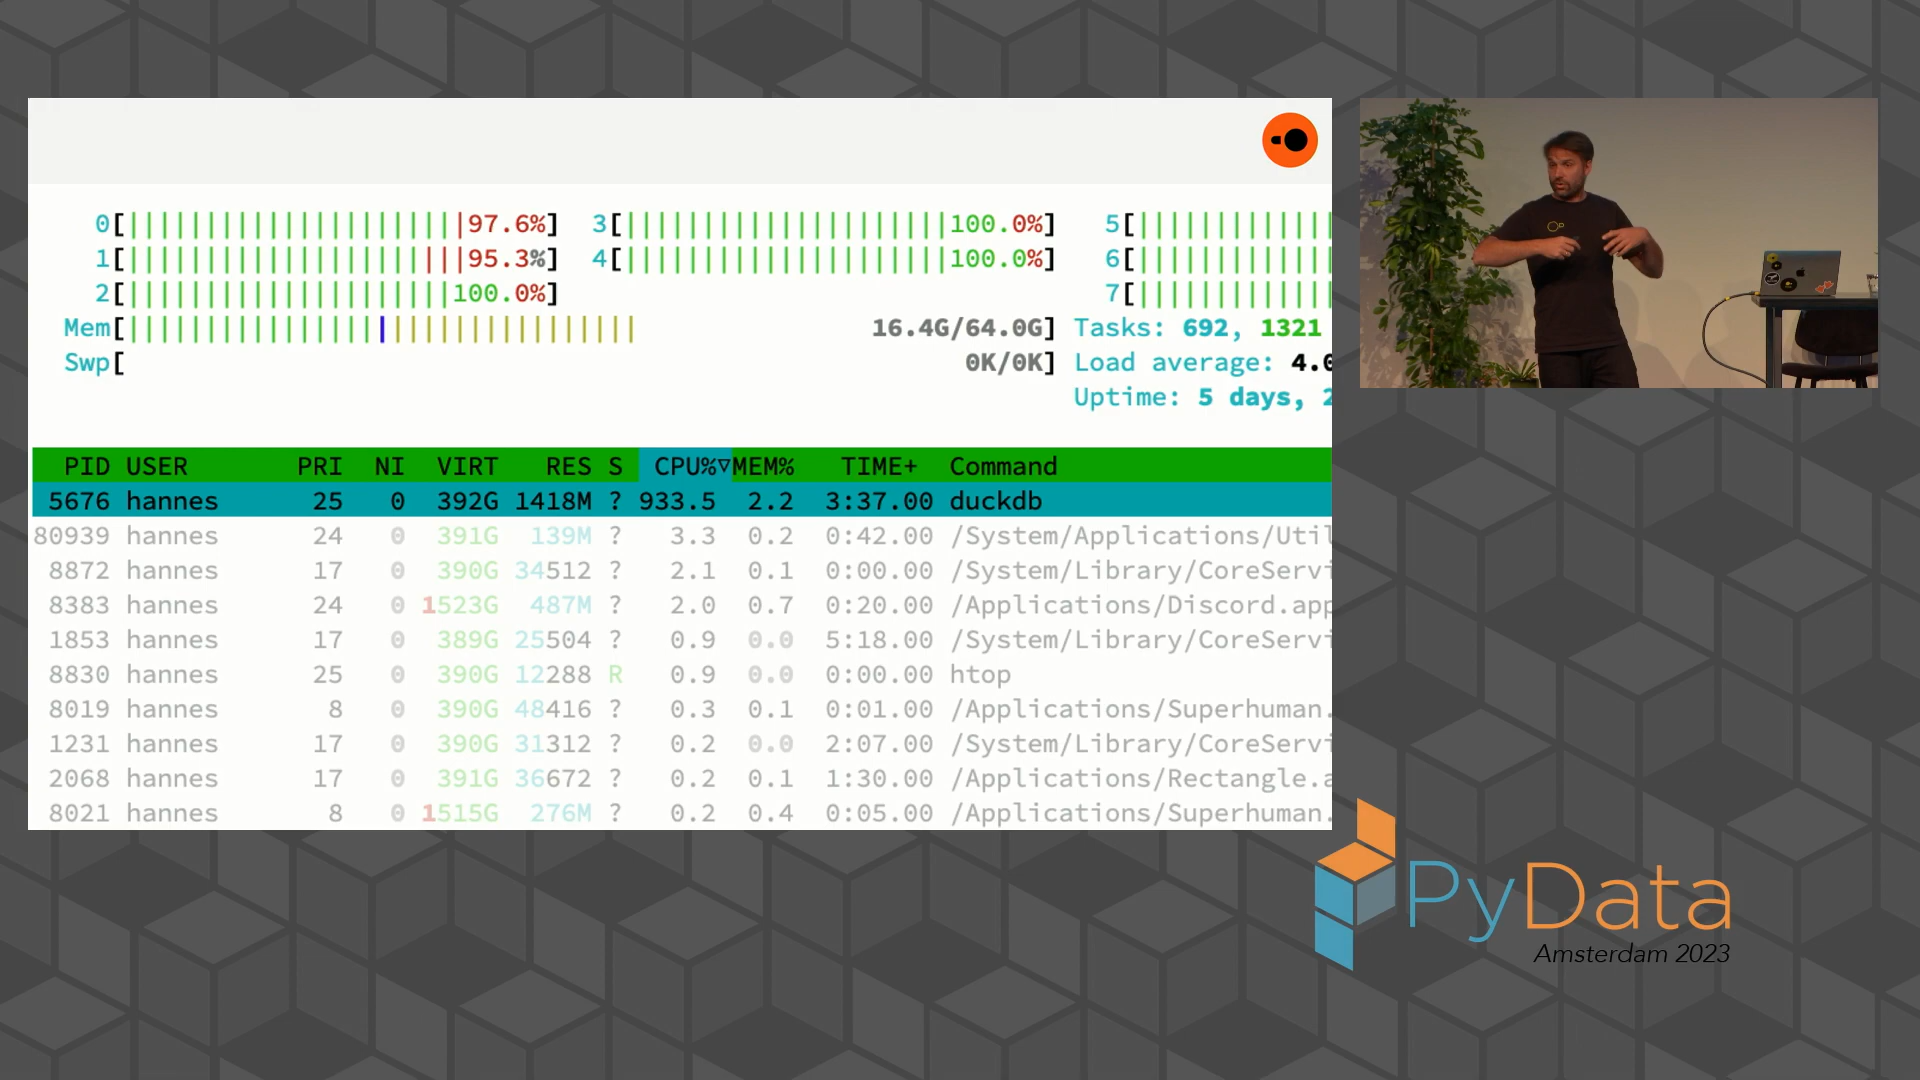 0[||||||||||||||||||||||97.6%] 3[|||||||||||||||||||||100.0%] 5[|||||||||||||
1[||||||||||||||||||||||95.3%] 4[|||||||||||||||||||||100.0%] 6[|||||||||||||
2[|||||||||||||||||||||100.0%] 7[|||||||||||||
Mem[||||||||||||||||||||||||||||||||| 16.4G/64.0G] Tasks: 692, 1321
Swp[ 0K/0K] Load average: 4.0
Uptime: 5 days, 2
PID USER PRI NI VIRT RES S CPU%▽MEM% TIME+ Command
5676 hannes 25 0 392G 1418M ? 933.5 2.2 3:37.00 duckdb
80939 hannes 24 0 391G 139M ? 3.3 0.2 0:42.00 /System/Applications/Util
8872 hannes 17 0 390G 34512 ? 2.1 0.1 0:00.00 /System/Library/CoreServi
8383 hannes 24 0 1523G 487M ? 2.0 0.7 0:20.00 /Applications/Discord.app
1853 hannes 17 0 389G 25504 ? 0.9 0.0 5:18.00 /System/Library/CoreServi
8830 hannes 25 0 390G 12288 R 0.9 0.0 0:00.00 htop
8019 hannes 8 0 390G 48416 ? 0.3 0.1 0:01.00 /Applications/Superhuman.
1231 hannes 17 0 390G 31312 ? 0.2 0.0 2:07.00 /System/Library/CoreServi
2068 hannes 17 0 391G 36672 ? 0.2 0.1 1:30.00 /Applications/Rectangle.a
8021 hannes 8 0 1515G 276M ? 0.2 0.4 0:05.00 /Applications/Superhuman.
PyData
Amsterdam 2023